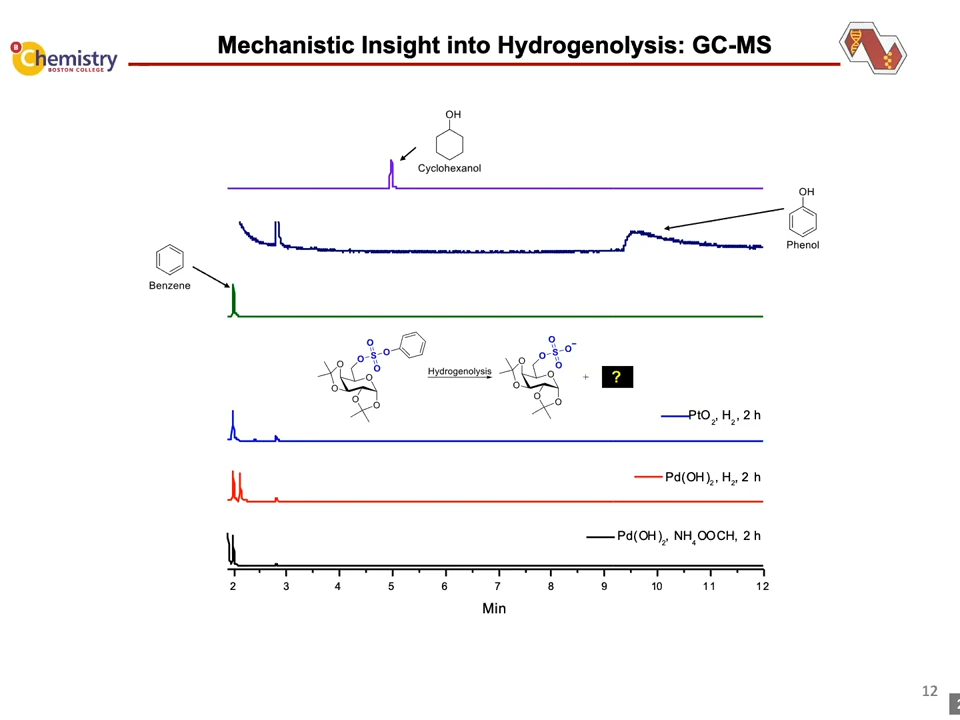 Mechanistic Insight into Hydrogenolysis: GC-MS
B
Chemistry
BOSTON COLLEGE
OH
Cyclohexanol
OH
Phenol
Benzene
O
O
S
O
O
O
O
O
O
O
Hydrogenolysis
O
O
S
O–
O
O
O
O
O
O
+
?
PtO2, H2, 2 h
Pd(OH)2, H2, 2 h
Pd(OH)2, NH4OOCH, 2 h
2 3 4 5 6 7 8 9 10 11 12
Min
12